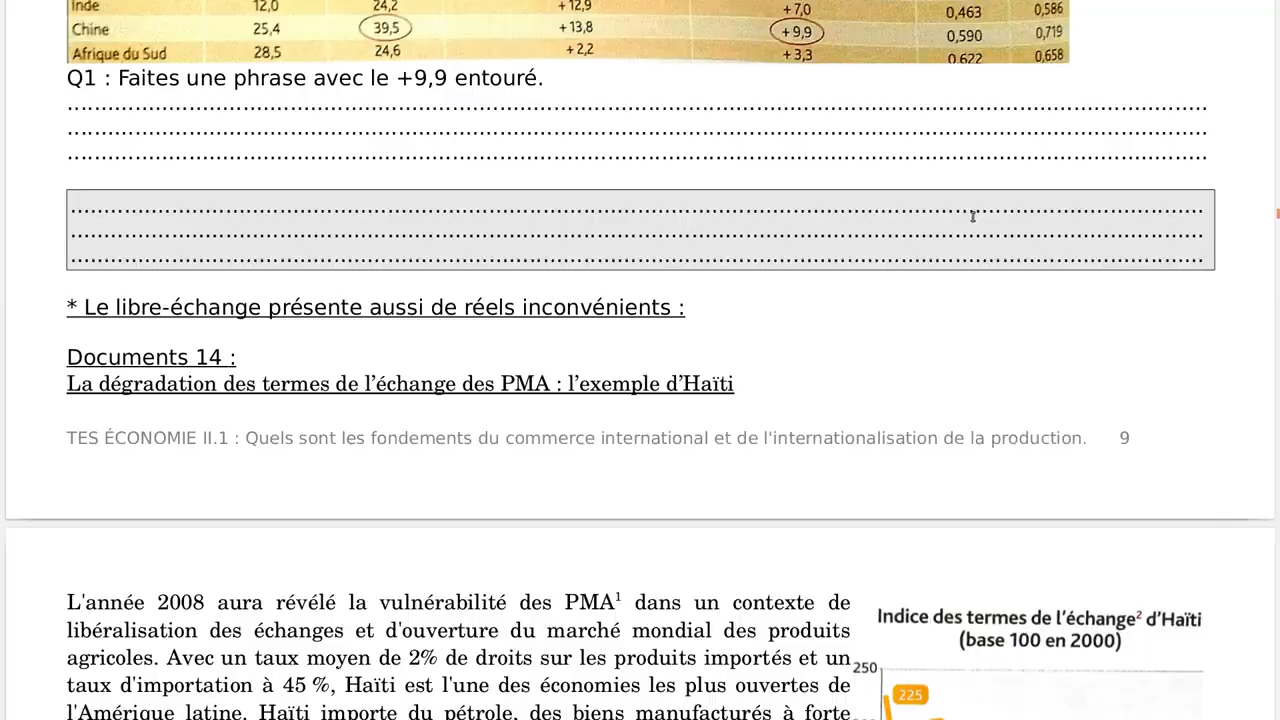 Inde 12,0 24,2 +12,9 +7,0 0,463 0,586
Chine 25,4 39,5 +13,8 +9,9 0,590 0,719
Afrique du Sud 28,5 24,6 +2,2 +3,3 0,622 0,658
Q1 : Faites une phrase avec le +9,9 entouré.
* Le libre-échange présente aussi de réels inconvénients :
Documents 14 :
La dégradation des termes de l’échange des PMA : l’exemple d’Haïti
TES ÉCONOMIE II.1 : Quels sont les fondements du commerce international et de l'internationalisation de la production. 9
L'année 2008 aura révélé la vulnérabilité des PMA¹ dans un contexte de
libéralisation des échanges et d'ouverture du marché mondial des produits
agricoles. Avec un taux moyen de 2% de droits sur les produits importés et un
taux d'importation à 45 %, Haïti est l'une des économies les plus ouvertes de
l'Amérique latine. Haïti importe du pétrole, des biens manufacturés à forte
Indice des termes de l’échange² d’Haïti
(base 100 en 2000)
250
225